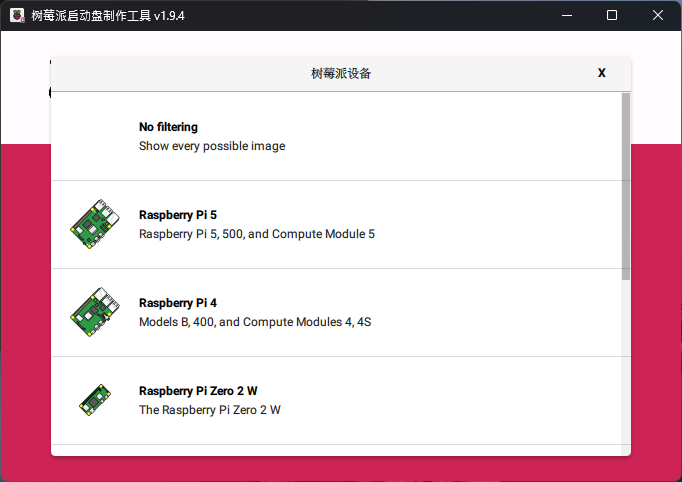 树莓派启动盘制作工具 v1.9.4
树莓派设备
X
No filtering
Show every possible image
Raspberry Pi 5
Raspberry Pi 5, 500, and Compute Module 5
Raspberry Pi 4
Models B, 400, and Compute Modules 4, 4S
Raspberry Pi Zero 2 W
The Raspberry Pi Zero 2 W